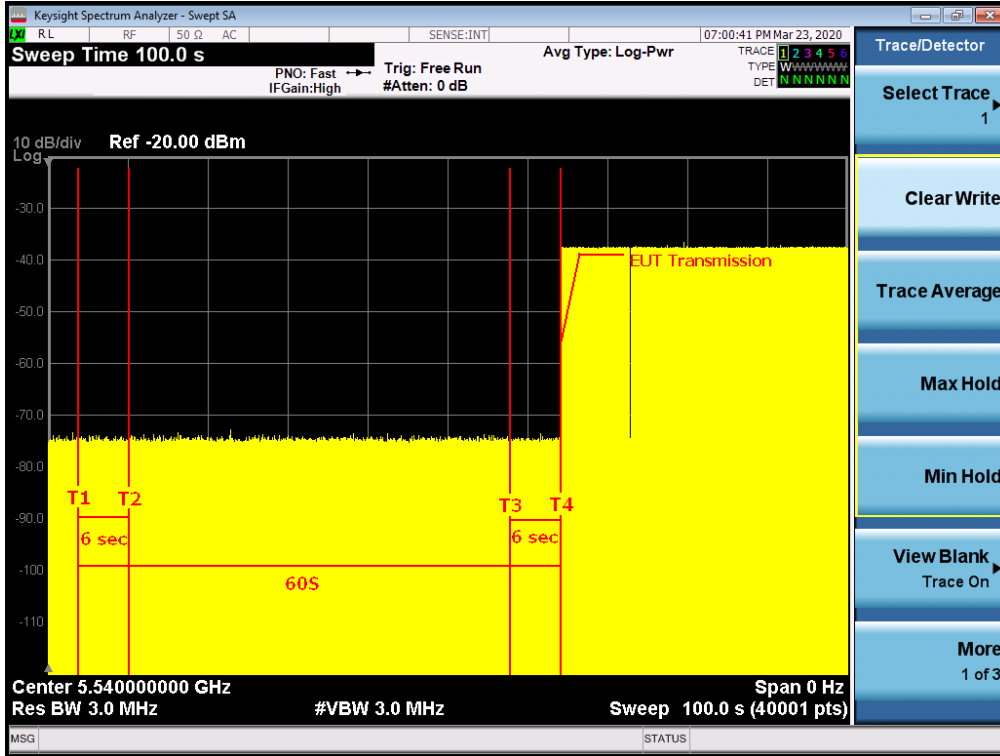 Keysight Spectrum Analyzer - Swept SA
LXI RL RF 50 Ω AC SENSE:INT 07:00:41 PM Mar 23, 2020
Sweep Time 100.0 s
PNO: Fast
IFGain:High
Trig: Free Run
#Atten: 0 dB
Avg Type: Log-Pwr
TRACE 1 2 3 4 5 6
TYPE WWWWWW
DET N N N N N N
10 dB/div
Log
Ref -20.00 dBm
-30.0
-40.0
-50.0
-60.0
-70.0
-80.0
-90.0
-100
-110
EUT Transmission
T1 T2
T3 T4
6 sec
6 sec
60S
Center 5.540000000 GHz
Span 0 Hz
Res BW 3.0 MHz
#VBW 3.0 MHz
Sweep 100.0 s (40001 pts)
MSG
STATUS
Trace/Detector
Select Trace
1
Clear Write
Trace Average
Max Hold
Min Hold
View Blank
Trace On
More
1 of 3